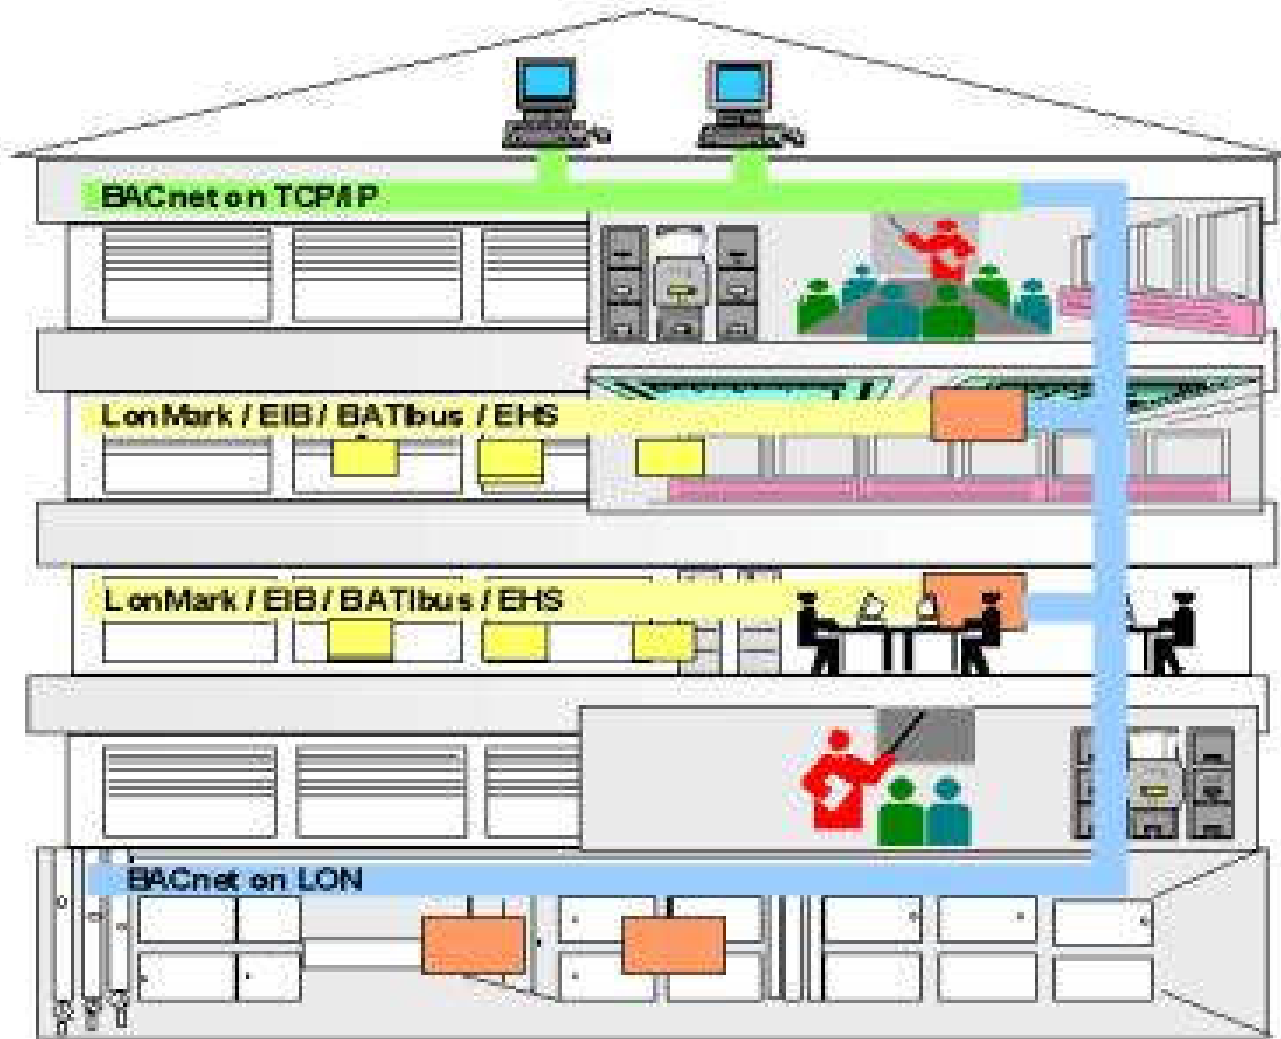 BACnet on TCP/IP
LonMark / EIB / BATIbus / EHS
LonMark / EIB / BATIbus / EHS
BACnet on LON